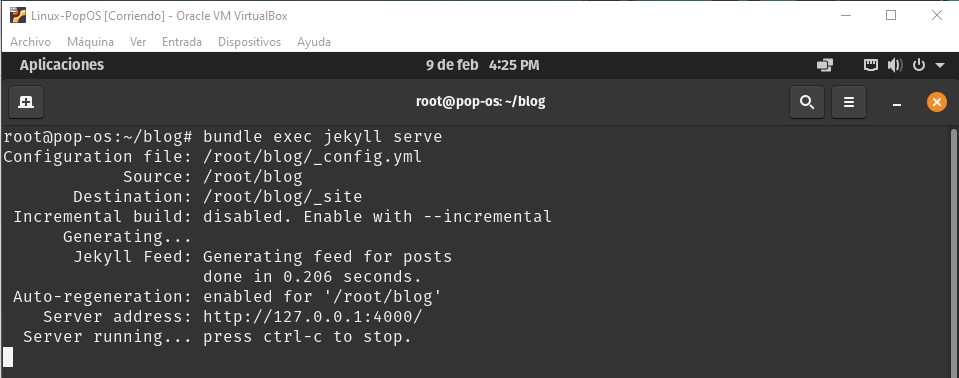 Linux-PopOS [Corriendo] - Oracle VM VirtualBox
Archivo Máquina Ver Entrada Dispositivos Ayuda
Aplicaciones 9 de feb 4:25 PM
root@pop-os: ~/blog
root@pop-os:~/blog# bundle exec jekyll serve
Configuration file: /root/blog/_config.yml
Source: /root/blog
Destination: /root/blog/_site
Incremental build: disabled. Enable with --incremental
Generating...
Jekyll Feed: Generating feed for posts
done in 0.206 seconds.
Auto-regeneration: enabled for '/root/blog'
Server address: http://127.0.0.1:4000/
Server running... press ctrl-c to stop.